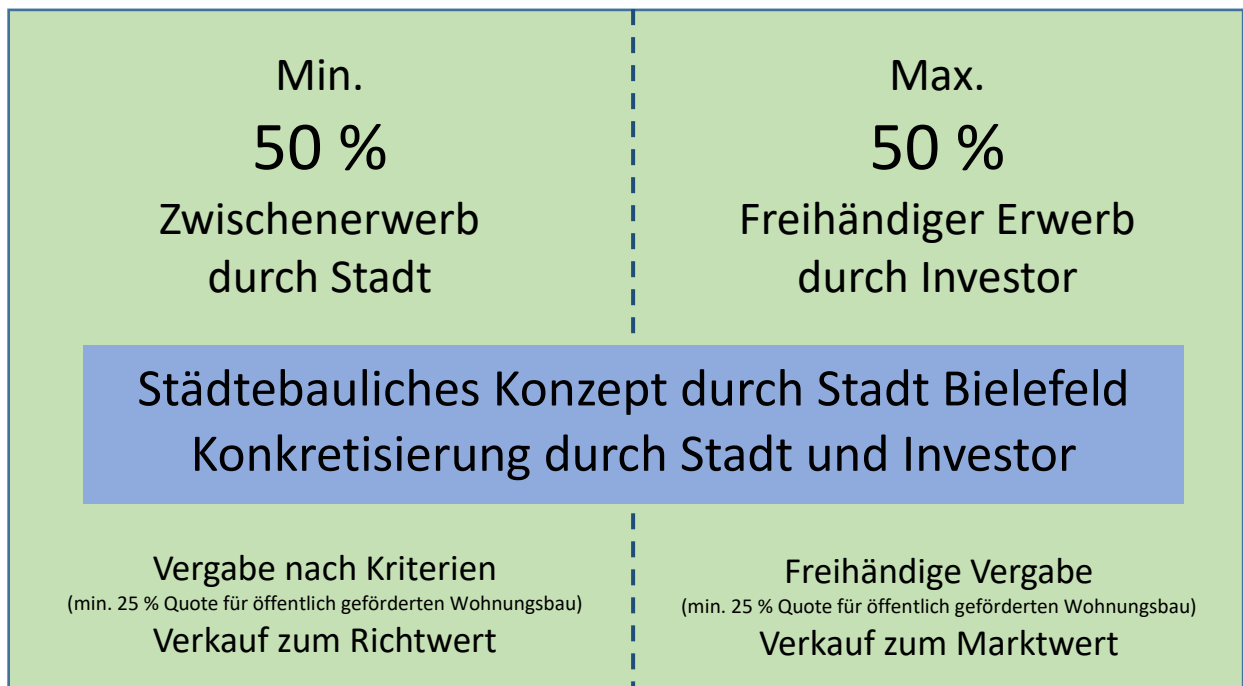 Min.
50 %
Zwischenerwerb
durch Stadt
Max.
50 %
Freihändiger Erwerb
durch Investor
Städtebauliches Konzept durch Stadt Bielefeld
Konkretisierung durch Stadt und Investor
Vergabe nach Kriterien
(min. 25 % Quote für öffentlich geförderten Wohnungsbau)
Verkauf zum Richtwert
Freihändige Vergabe
(min. 25 % Quote für öffentlich geförderten Wohnungsbau)
Verkauf zum Marktwert